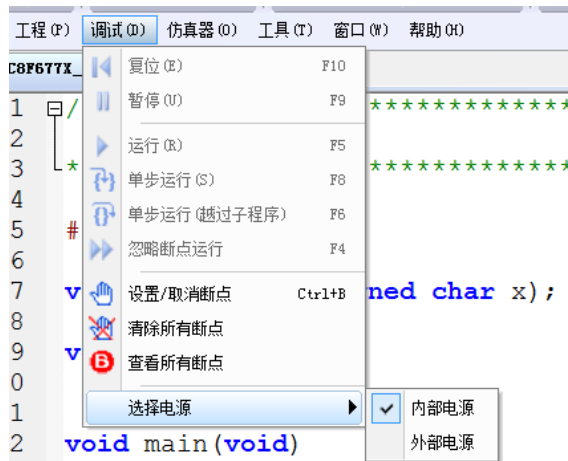 工程(P) 调试(D) 仿真器(O) 工具(T) 窗口(W) 帮助(H)
C8F677X_
复位(E) F10
暂停(U) F9
运行(R) F5
单步运行(S) F8
单步运行(越过子程序) F6
忽略断点运行 F4
设置/取消断点 Ctrl+B
清除所有断点
查看所有断点
选择电源
内部电源
外部电源
1 /*************
2
3 *************
4
5 #
6
7 v ned char x);
8
9 v
0
1
2 void main(void)